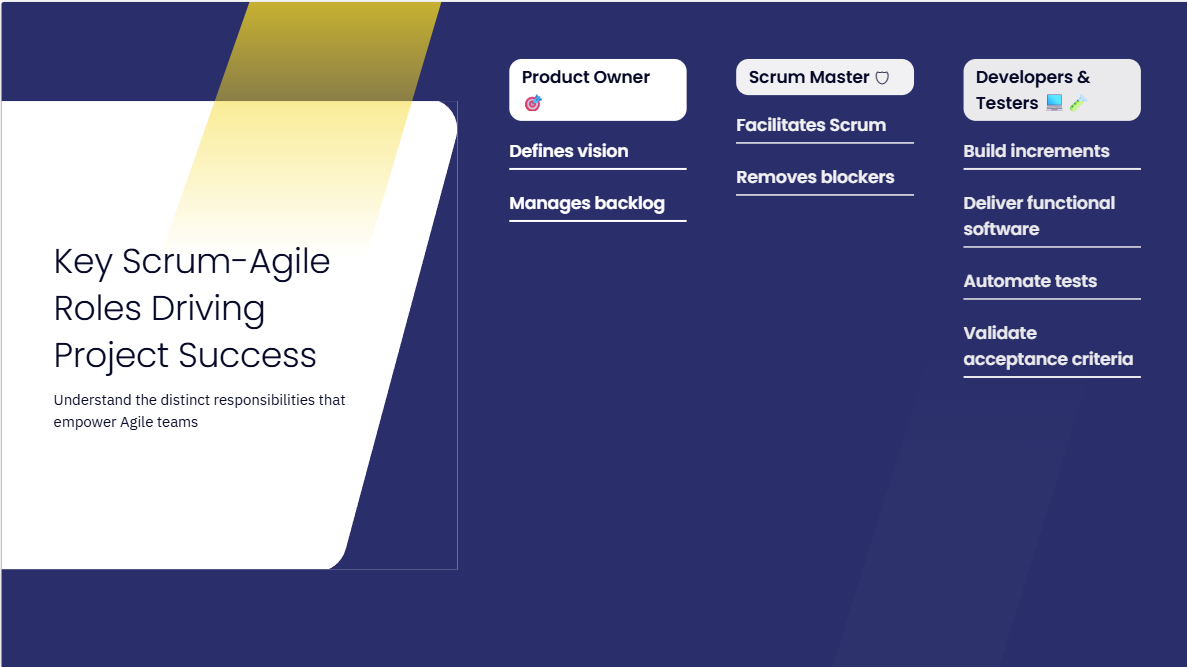 Key Scrum-Agile
Roles Driving
Project Success
Understand the distinct responsibilities that
empower Agile teams
Product Owner
🎯
Defines vision
Manages backlog
Scrum Master 🛡
Facilitates Scrum
Removes blockers
Developers &
Testers 💻 🧪
Build increments
Deliver functional
software
Automate tests
Validate
acceptance criteria